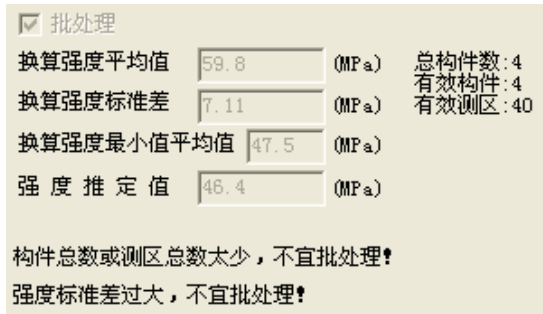 批处理
换算强度平均值 59.8 (MPa) 总构件数:4
有效构件:4
换算强度标准差 7.11 (MPa) 有效测区:40
换算强度最小值平均值 47.5 (MPa)
强 度 推 定 值 46.4 (MPa)
构件总数或测区总数太少，不宜批处理!
强度标准差过大，不宜批处理!